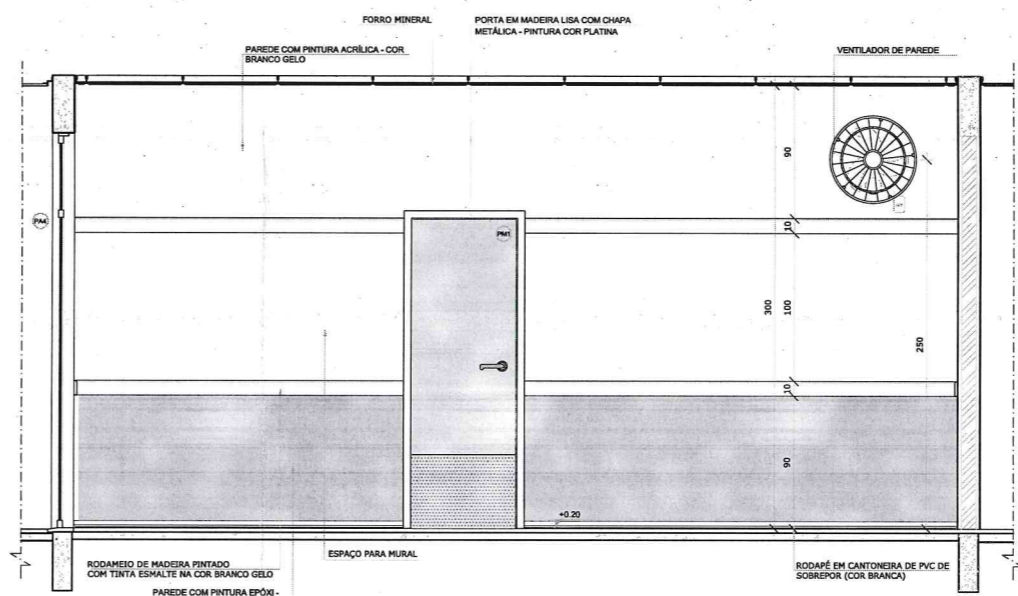 FORRO MINERAL
PORTA EM MADEIRA LISA COM CHAPA
METÁLICA - PINTURA COR PLATINA
PAREDE COM PINTURA ACRÍLICA - COR
BRANCO GELO
VENTILADOR DE PAREDE
90
PA4
10
PM1
300
100
250
10
90
+0.20
ESPAÇO PARA MURAL
RODAMEIO DE MADEIRA PINTADO
COM TINTA ESMALTE NA COR BRANCO GELO
RODAPÉ EM CANTONEIRA DE PVC DE
SOBREPOR (COR BRANCA)
PAREDE COM PINTURA EPÓXI -